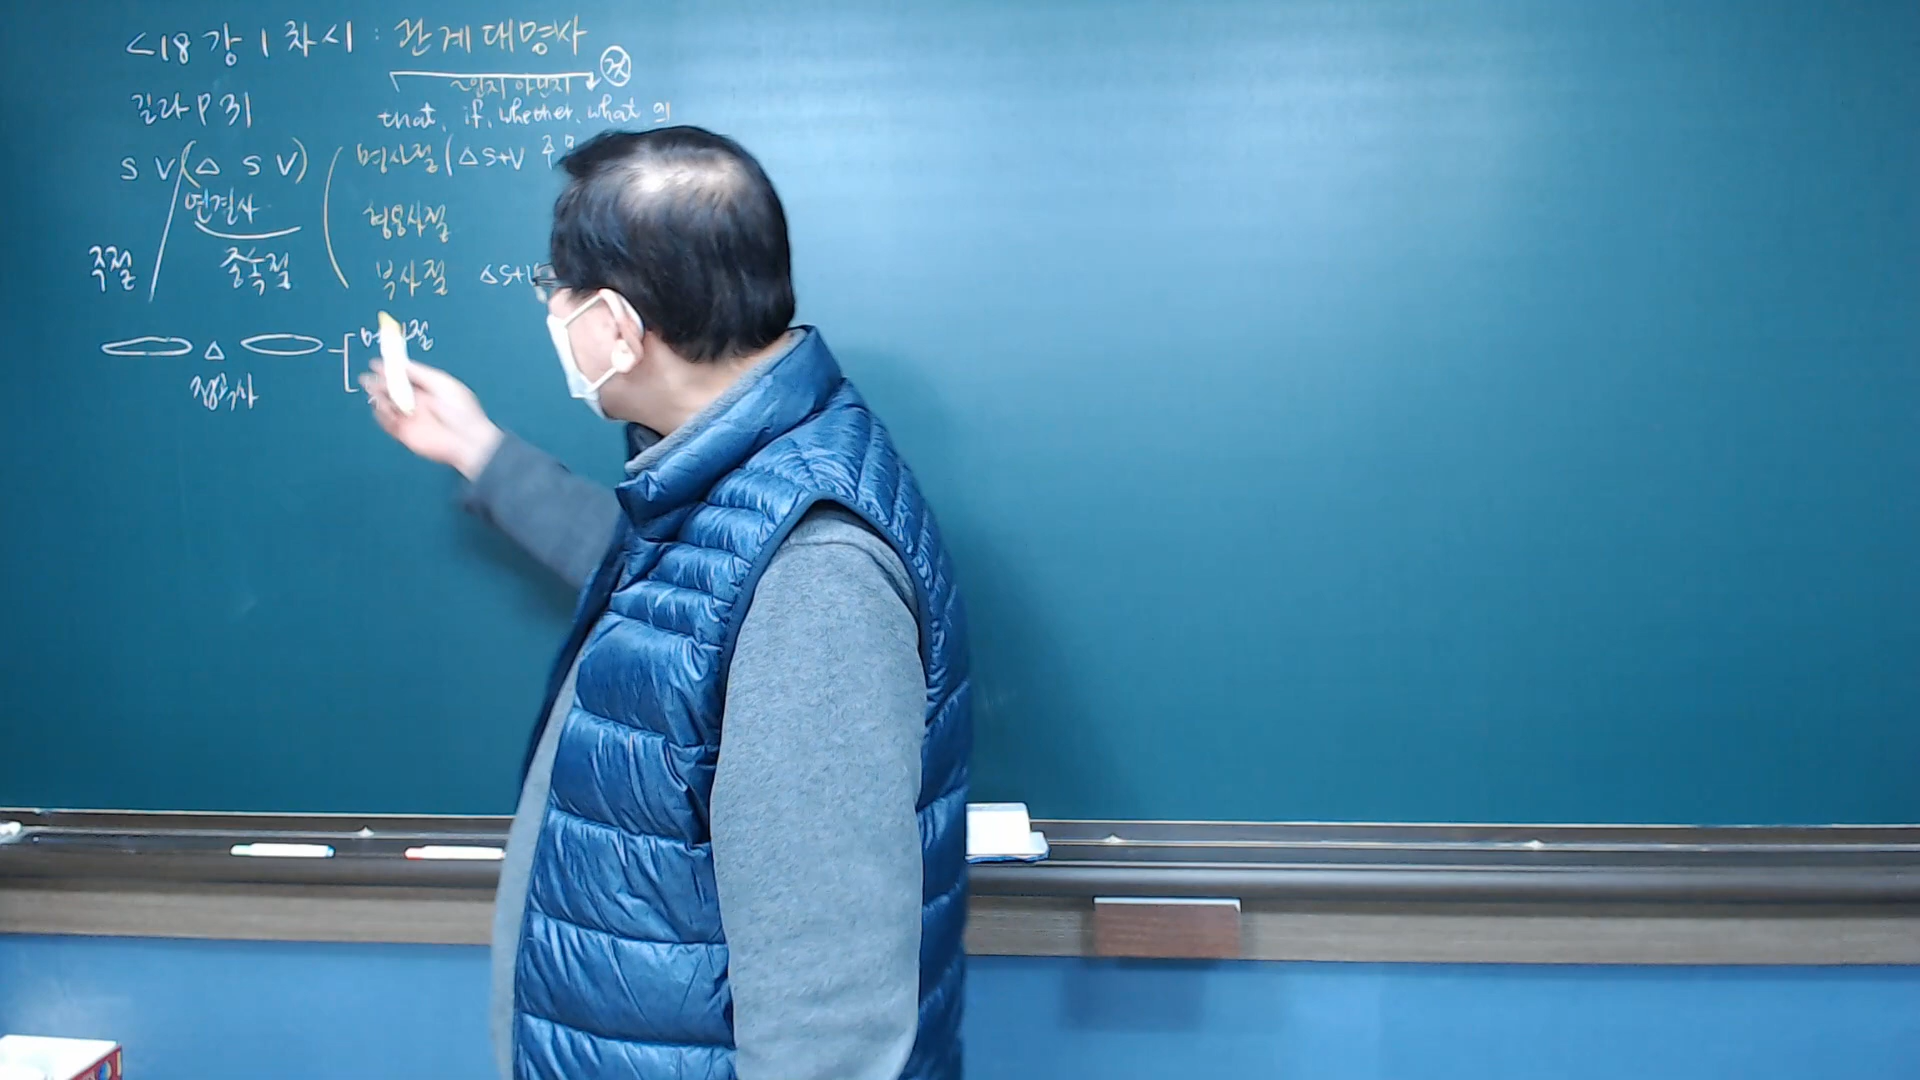 <18강 1차시 : 관계대명사
것
~인지 아닌지
길라 P 31
that, if, whether, what 의
S V (△ S V)
명사절 (△ S+V 주
연결사
형용사절
주절 종속절
부사절 △S+V
△
접속사